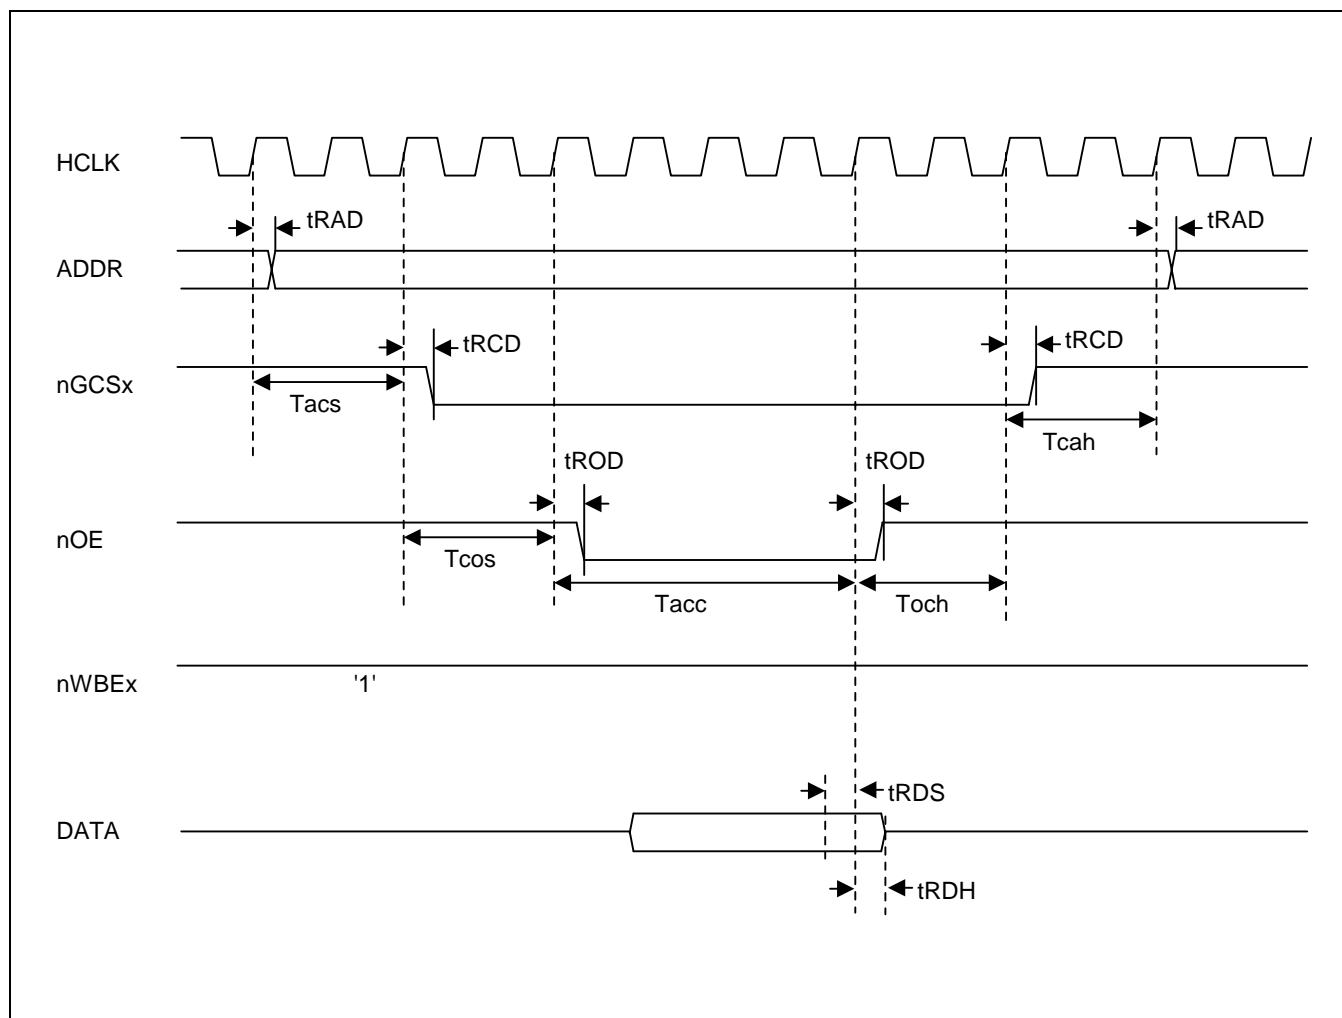 HCLK
tRAD
tRAD
ADDR
tRCD
tRCD
nGCSx
Tacs
Tcah
tROD
tROD
nOE
Tcos
Tacc
Toch
nWBEx
'1'
tRDS
DATA
tRDH